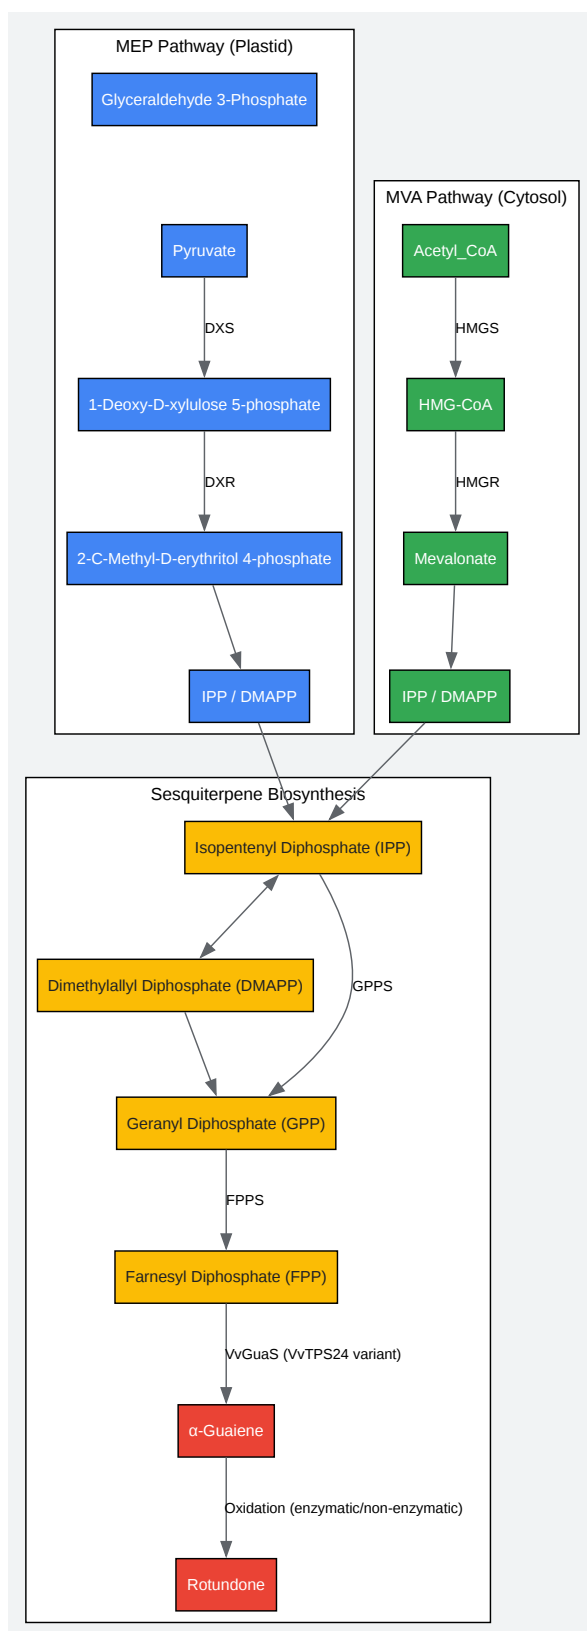 MEP Pathway (Plastid)
Glyceraldehyde 3-Phosphate
Pyruvate
DXS
1-Deoxy-D-xylulose 5-phosphate
DXR
2-C-Methyl-D-erythritol 4-phosphate
IPP / DMAPP
MVA Pathway (Cytosol)
Acetyl_CoA
HMGS
HMG-CoA
HMGR
Mevalonate
IPP / DMAPP
Sesquiterpene Biosynthesis
Isopentenyl Diphosphate (IPP)
Dimethylallyl Diphosphate (DMAPP)
GPPS
Geranyl Diphosphate (GPP)
FPPS
Farnesyl Diphosphate (FPP)
VvGuaS (VvTPS24 variant)
α-Guaiene
Oxidation (enzymatic/non-enzymatic)
Rotundone